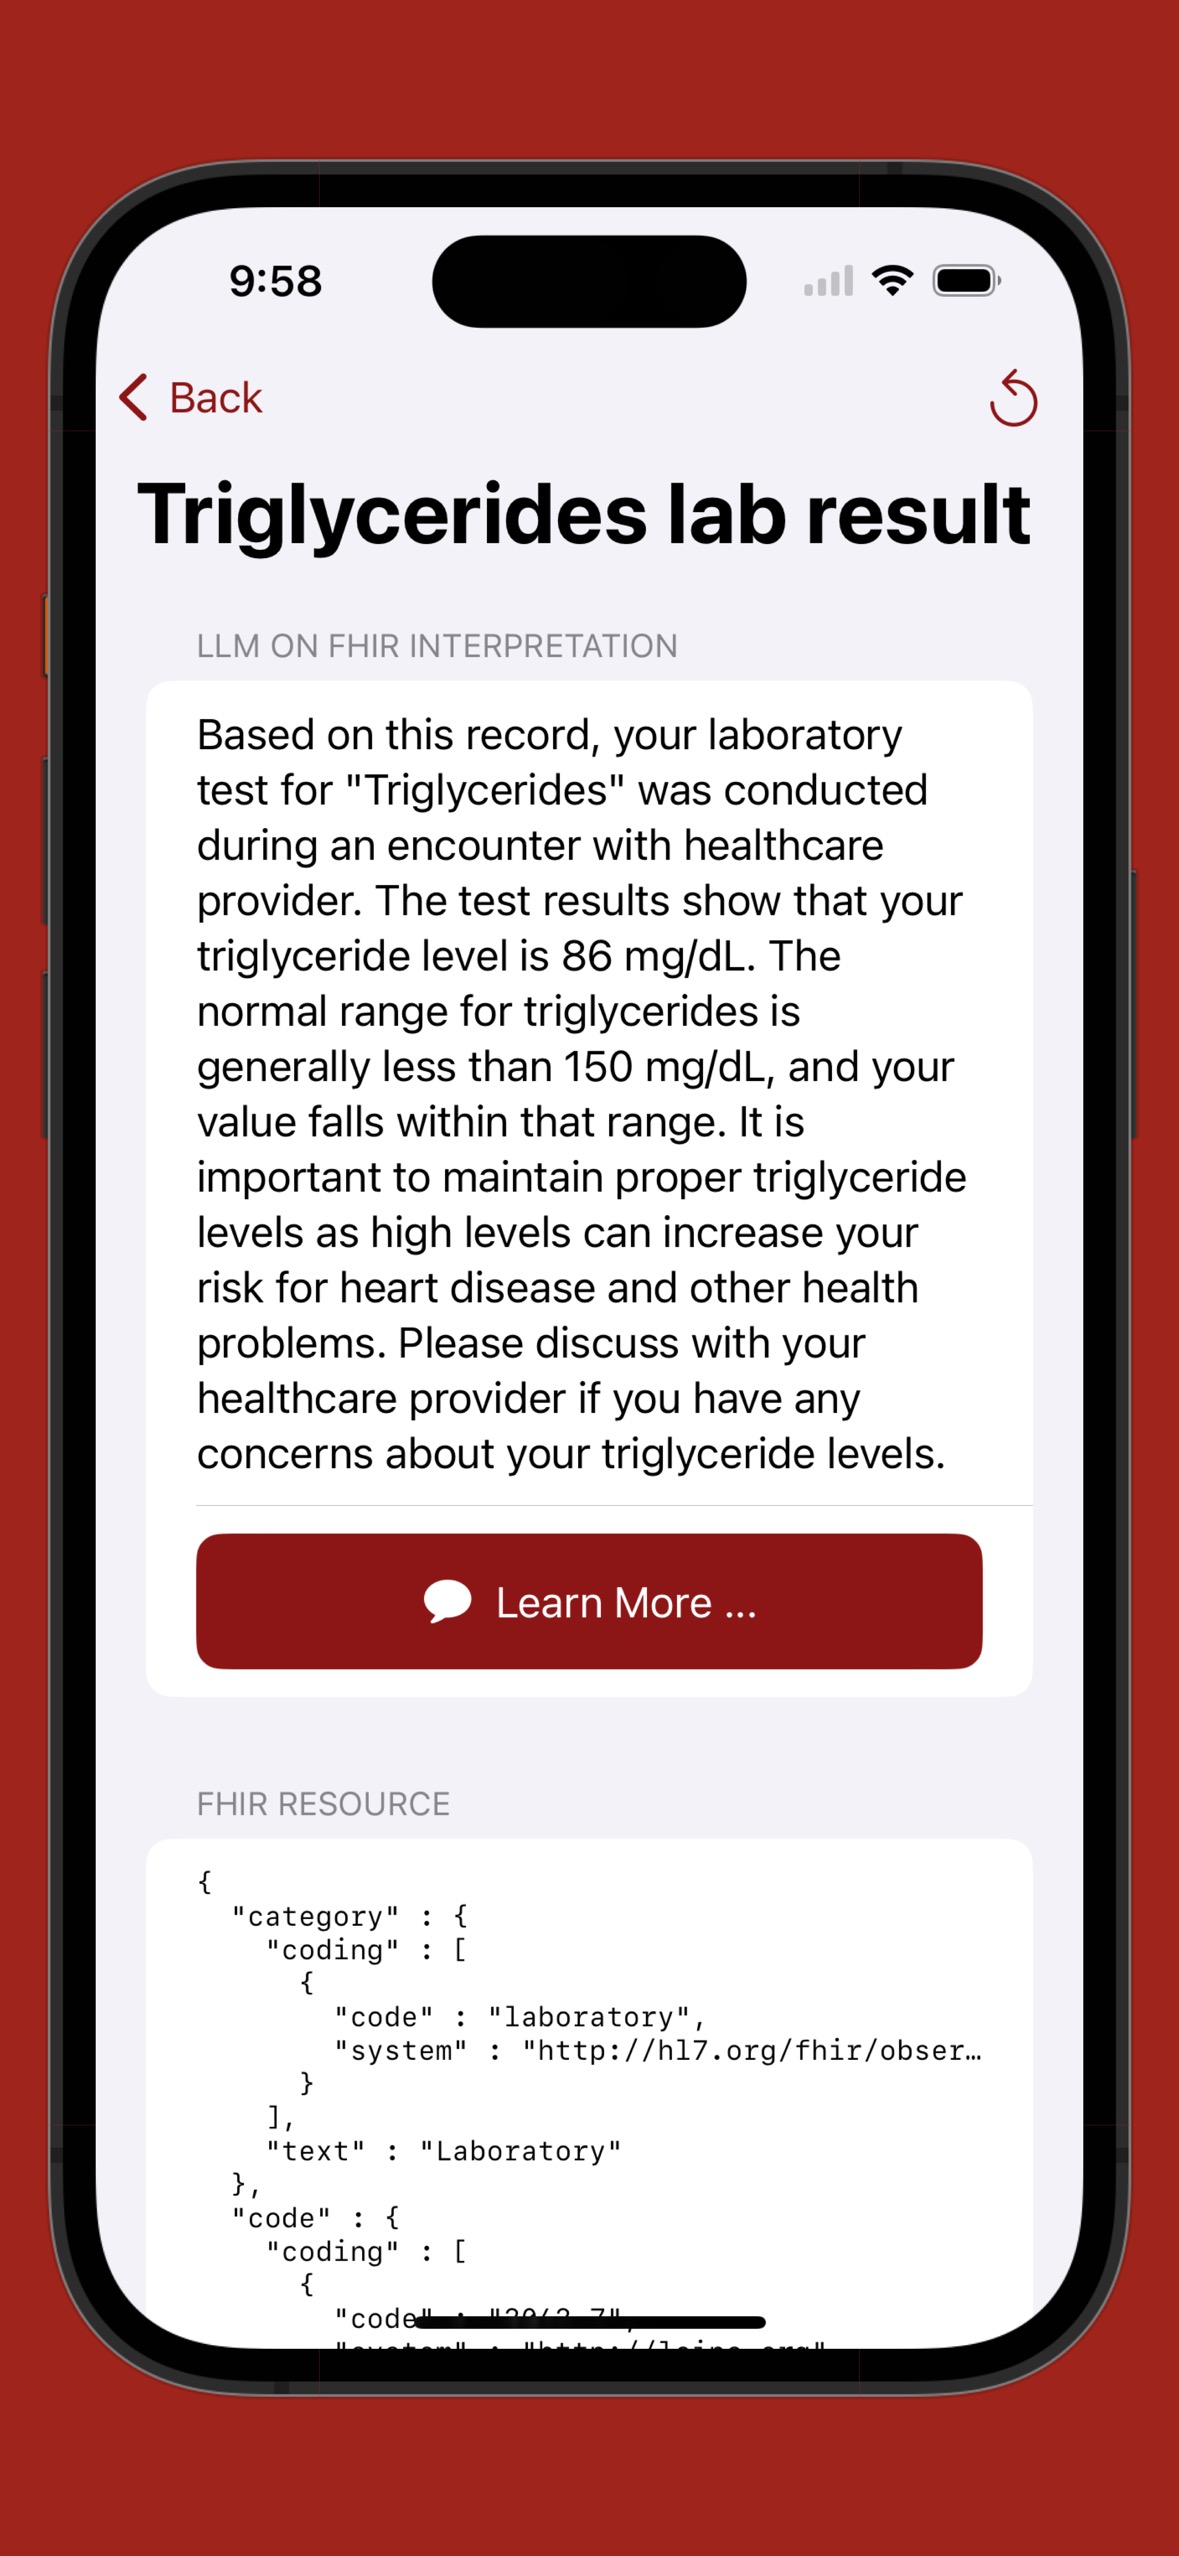 9:58
Back
Triglycerides lab result
LLM ON FHIR INTERPRETATION
Based on this record, your laboratory
test for "Triglycerides" was conducted
during an encounter with healthcare
provider. The test results show that your
triglyceride level is 86 mg/dL. The
normal range for triglycerides is
generally less than 150 mg/dL, and your
value falls within that range. It is
important to maintain proper triglyceride
levels as high levels can increase your
risk for heart disease and other health
problems. Please discuss with your
healthcare provider if you have any
concerns about your triglyceride levels.
Learn More ...
FHIR RESOURCE
{
"category" : {
"coding" : [
{
"code" : "laboratory",
"system" : "http://hl7.org/fhir/obser…
}
],
"text" : "Laboratory"
},
"code" : {
"coding" : [
{
"code" :
"system" : "http://loinc.org"